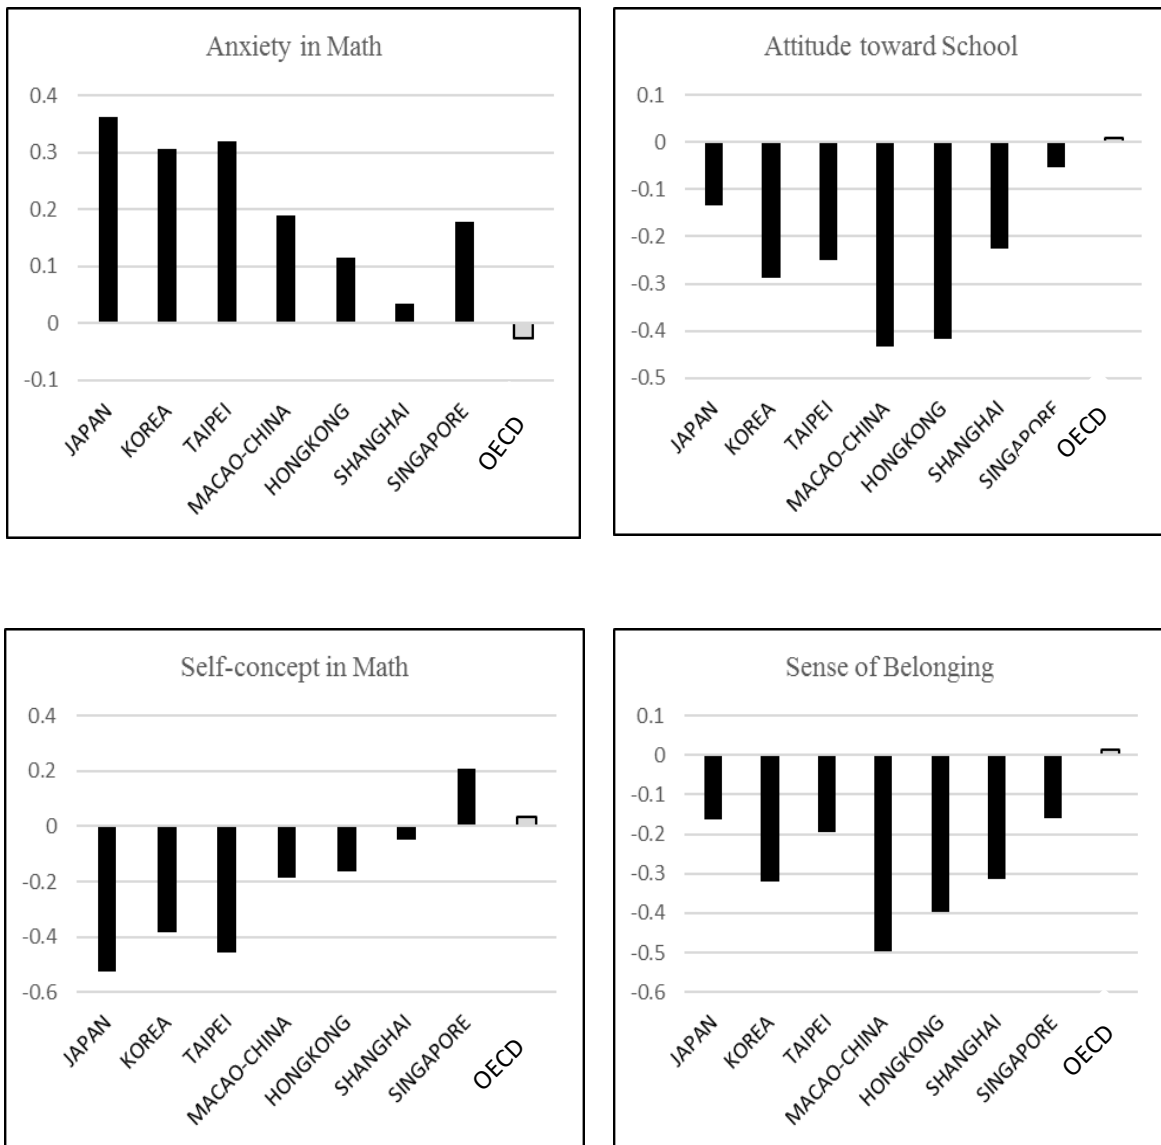 Anxiety in Math
0.4
0.3
0.2
0.1
0
-0.1
JAPAN
KOREA
TAIPEI
MACAO-CHINA
HONGKONG
SHANGHAI
SINGAPORE
OECD
Attitude toward School
0.1
0
-0.1
-0.2
-0.3
-0.4
-0.5
JAPAN
KOREA
TAIPEI
MACAO-CHINA
HONGKONG
SHANGHAI
SINGAPORE
OECD
Self-concept in Math
0.4
0.2
0
-0.2
-0.4
-0.6
JAPAN
KOREA
TAIPEI
MACAO-CHINA
HONGKONG
SHANGHAI
SINGAPORE
OECD
Sense of Belonging
0.1
0
-0.1
-0.2
-0.3
-0.4
-0.5
-0.6
JAPAN
KOREA
TAIPEI
MACAO-CHINA
HONGKONG
SHANGHAI
SINGAPORE
OECD